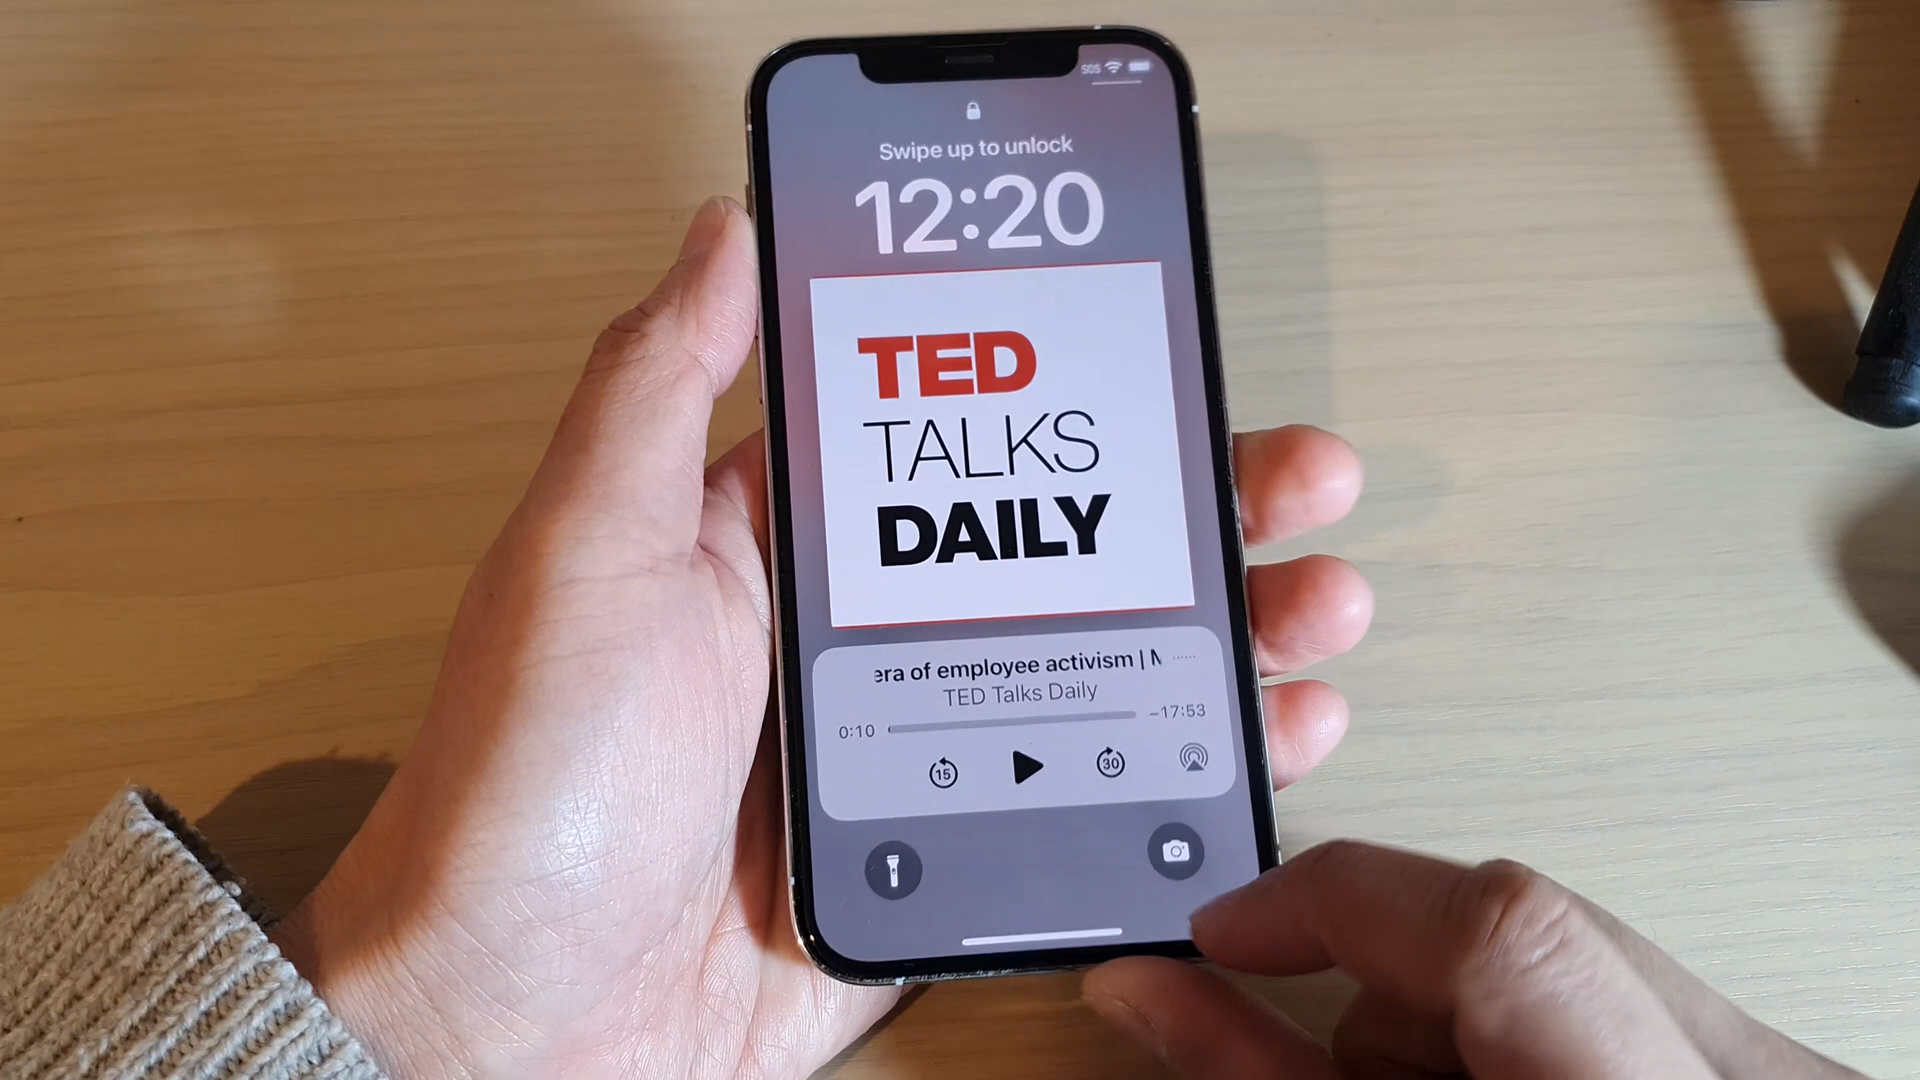 SOS
Swipe up to unlock
12:20
TED
TALKS
DAILY
era of employee activism |
TED Talks Daily
0:10
-17:53
15
30